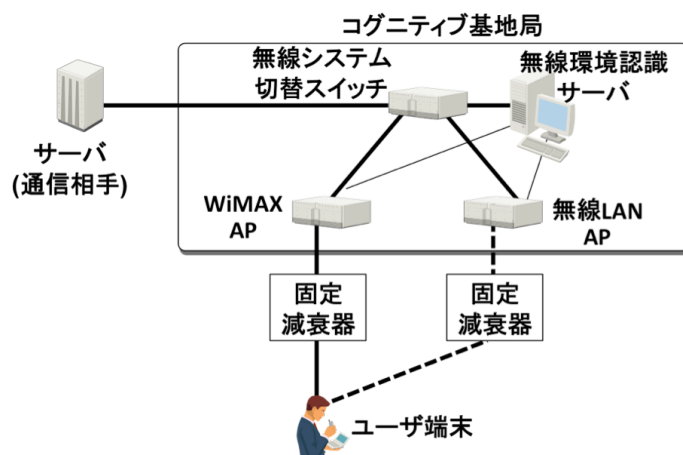 コグニティブ基地局
無線システム
切替スイッチ
無線環境認識
サーバ
サーバ
(通信相手)
WiMAX
AP
無線LAN
AP
固定
減衰器
固定
減衰器
ユーザ端末